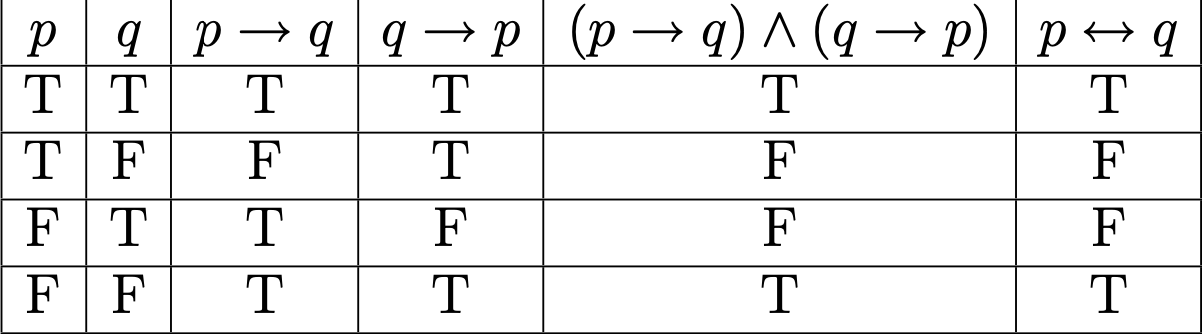 p q p → q q → p (p → q) ∧ (q → p) p ↔ q
T T T T T T
T F F T F F
F T T F F F
F F T T T T